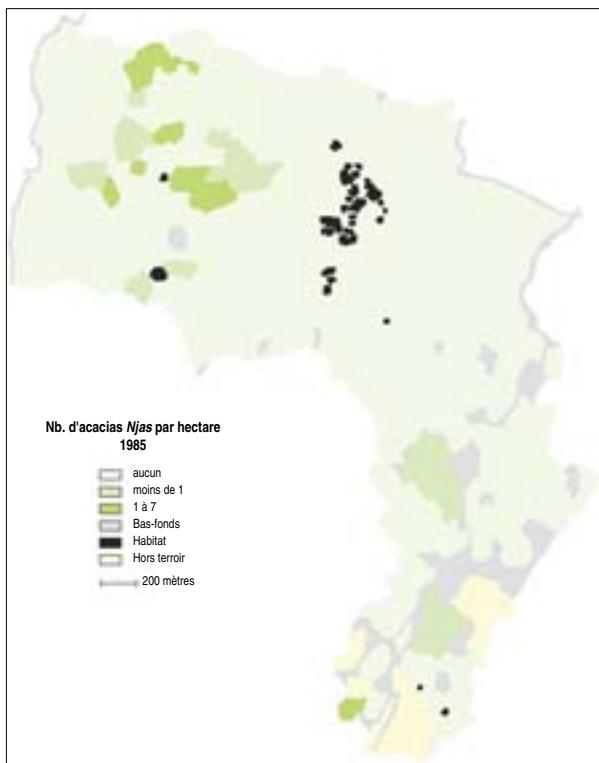 Nb. d'acacias Njas par hectare
1985
aucun
moins de 1
1 à 7
Bas-fonds
Habitat
Hors terroir
200 mètres